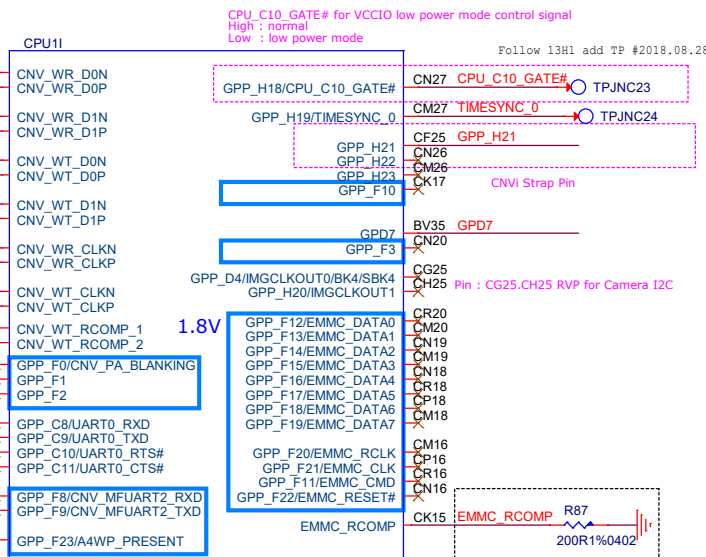 CPU_C10_GATE# for VCCIO low power mode control signal
High : normal
Low : low power mode
CPU1I
Follow 13H1 add TP #2018.08.28
CNV_WR_D0N
CNV_WR_D0P
CNV_WR_D1N
CNV_WR_D1P
CNV_WT_D0N
CNV_WT_D0P
CNV_WT_D1N
CNV_WT_D1P
CNV_WR_CLKN
CNV_WR_CLKP
CNV_WT_CLKN
CNV_WT_CLKP
CNV_WT_RCOMP_1
CNV_WT_RCOMP_2
GPP_F0/CNV_PA_BLANKING
GPP_F1
GPP_F2
GPP_C8/UART0_RXD
GPP_C9/UART0_TXD
GPP_C10/UART0_RTS#
GPP_C11/UART0_CTS#
GPP_F8/CNV_MFUART2_RXD
GPP_F9/CNV_MFUART2_TXD
GPP_F23/A4WP_PRESENT
1.8V
GPP_H18/CPU_C10_GATE# CN27 CPU_C10_GATE# TPJNC23
GPP_H19/TIMESYNC_0 CM27 TIMESYNC_0 TPJNC24
GPP_H21 CF25 GPP_H21
GPP_H22 CN26
GPP_H23 CM26
GPP_F10 CK17
CNVi Strap Pin
GPD7 BV35 GPD7
GPP_F3 CN20
GPP_D4/IMGCLKOUT0/BK4/SBK4 CG25
GPP_H20/IMGCLKOUT1 CH25
Pin : CG25.CH25 RVP for Camera I2C
GPP_F12/EMMC_DATA0 CR20
GPP_F13/EMMC_DATA1 CM20
GPP_F14/EMMC_DATA2 CN19
GPP_F15/EMMC_DATA3 CM19
GPP_F16/EMMC_DATA4 CN18
GPP_F17/EMMC_DATA5 CR18
GPP_F18/EMMC_DATA6 CP18
GPP_F19/EMMC_DATA7 CM18
GPP_F20/EMMC_RCLK CM16
GPP_F21/EMMC_CLK CP16
GPP_F11/EMMC_CMD CR16
GPP_F22/EMMC_RESET# CN16
EMMC_RCOMP CK15 EMMC_RCOMP R87
200R1%0402